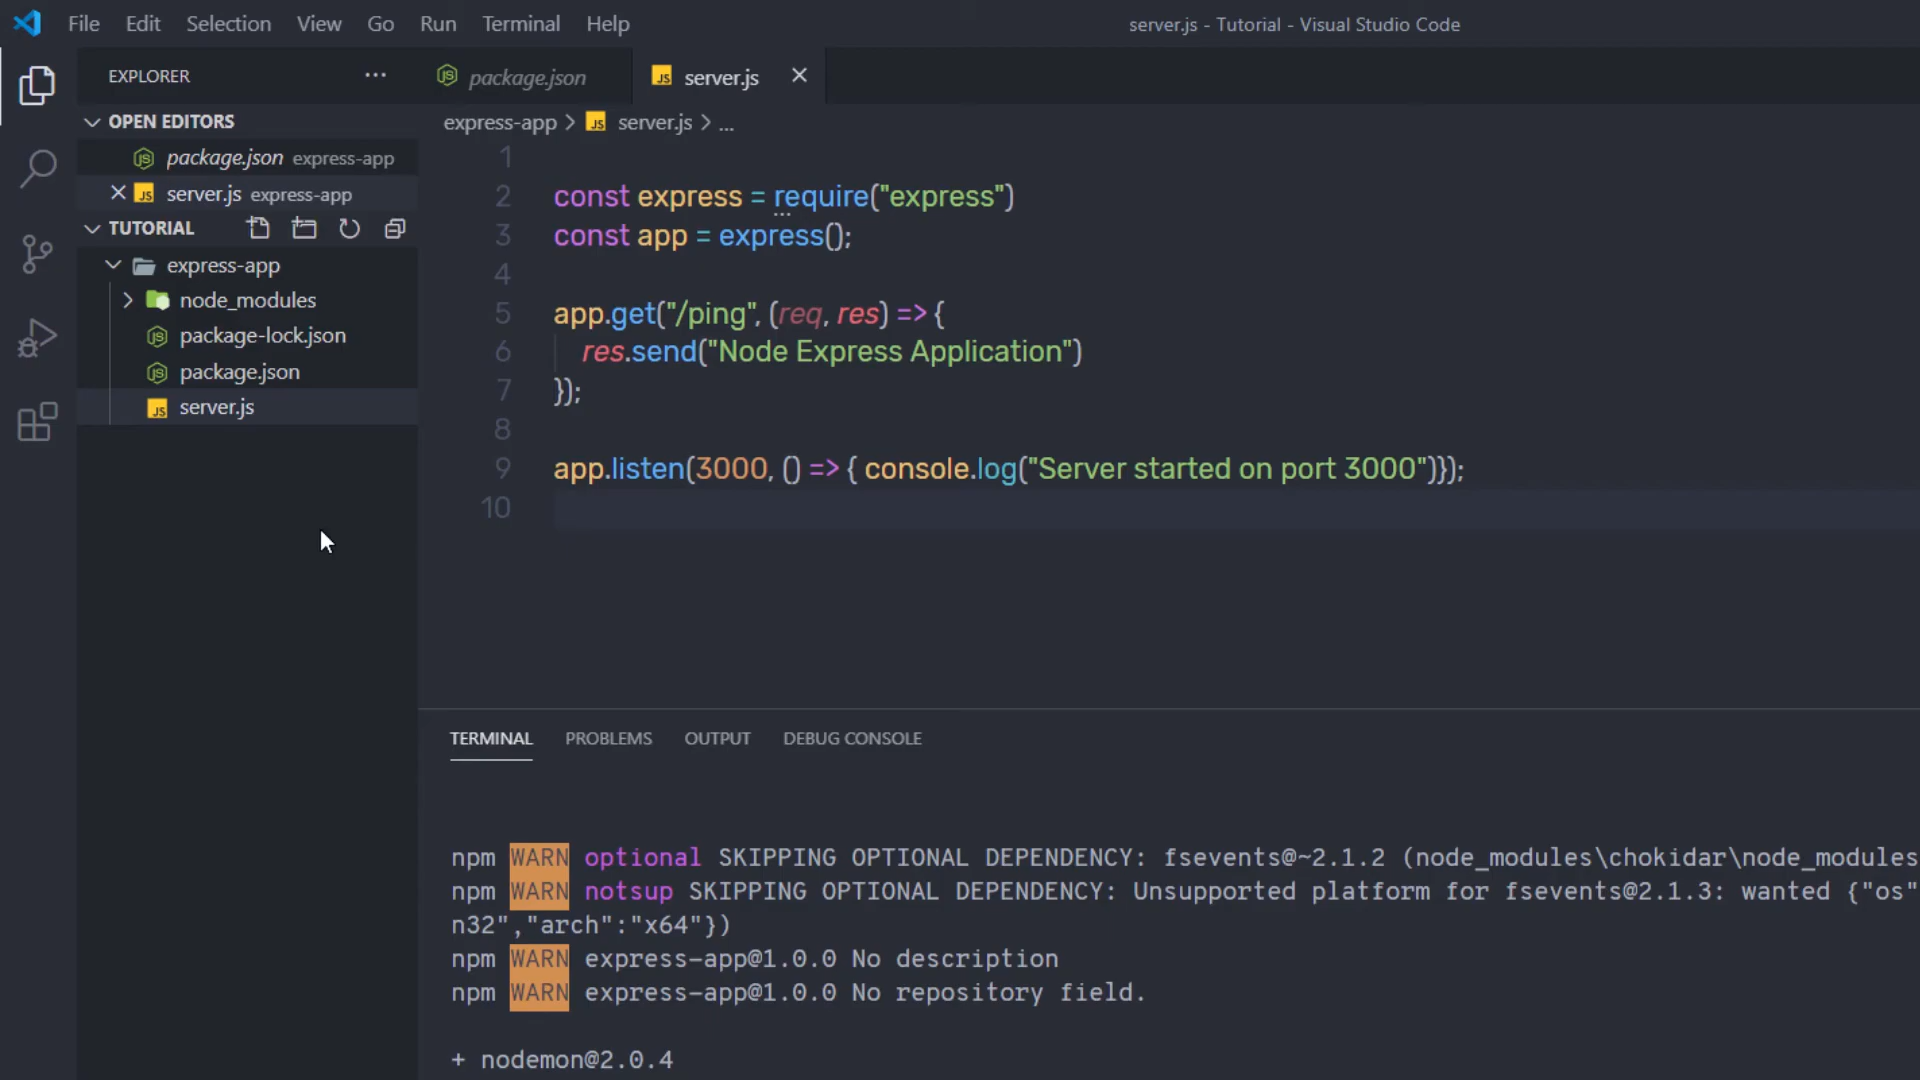 File Edit Selection View Go Run Terminal Help
server.js - Tutorial - Visual Studio Code
EXPLORER
package.json
server.js
OPEN EDITORS
package.json express-app
server.js express-app
TUTORIAL
express-app
node_modules
package-lock.json
package.json
server.js
express-app > server.js > ...
1
2 const express = require("express")
3 const app = express();
4
5 app.get("/ping", (req, res) => {
6 res.send("Node Express Application")
7 });
8
9 app.listen(3000, () => { console.log("Server started on port 3000")});
10
TERMINAL PROBLEMS OUTPUT DEBUG CONSOLE
npm WARN optional SKIPPING OPTIONAL DEPENDENCY: fsevents@~2.1.2 (node_modules\chokidar\node_modules
npm WARN notsup SKIPPING OPTIONAL DEPENDENCY: Unsupported platform for fsevents@2.1.3: wanted {"os"
n32","arch":"x64"})
npm WARN express-app@1.0.0 No description
npm WARN express-app@1.0.0 No repository field.
+ nodemon@2.0.4